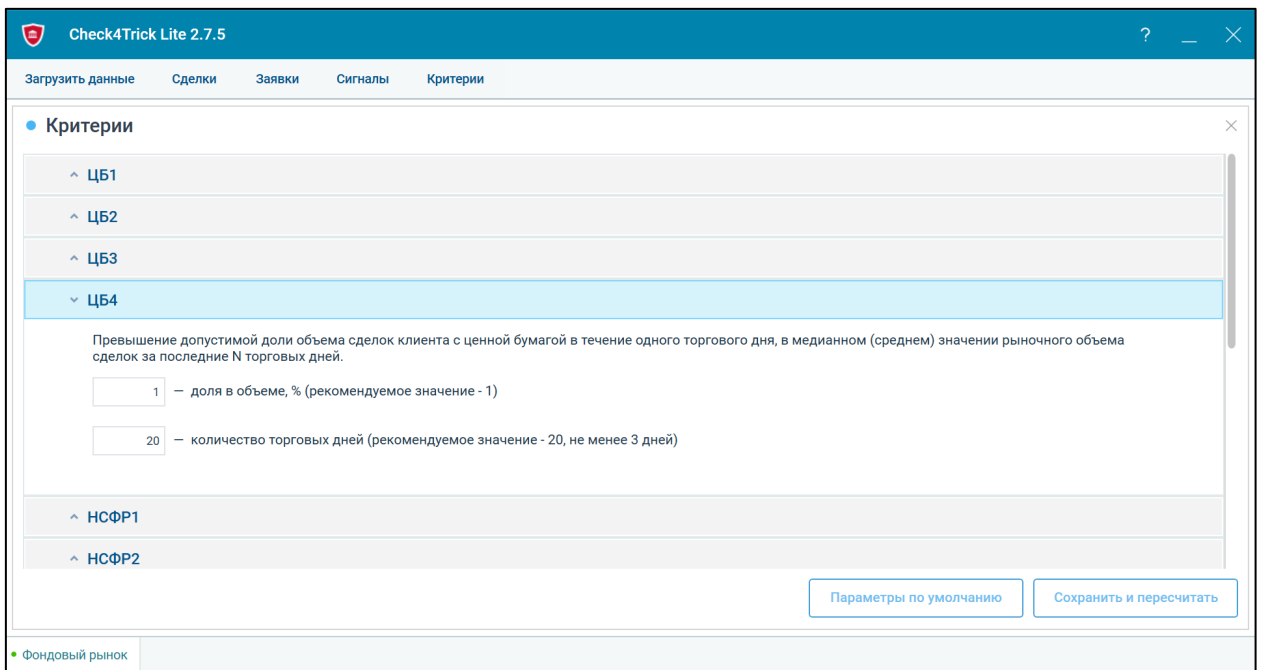 Check4Trick Lite 2.7.5
?
Загрузить данные Сделки Заявки Сигналы Критерии
Критерии
ЦБ1
ЦБ2
ЦБ3
ЦБ4
Превышение допустимой доли объема сделок клиента с ценной бумагой в течение одного торгового дня, в медианном (среднем) значении рыночного объема
сделок за последние N торговых дней.
1 — доля в объеме, % (рекомендуемое значение - 1)
20 — количество торговых дней (рекомендуемое значение - 20, не менее 3 дней)
НСФР1
НСФР2
Параметры по умолчанию Сохранить и пересчитать
Фондовый рынок